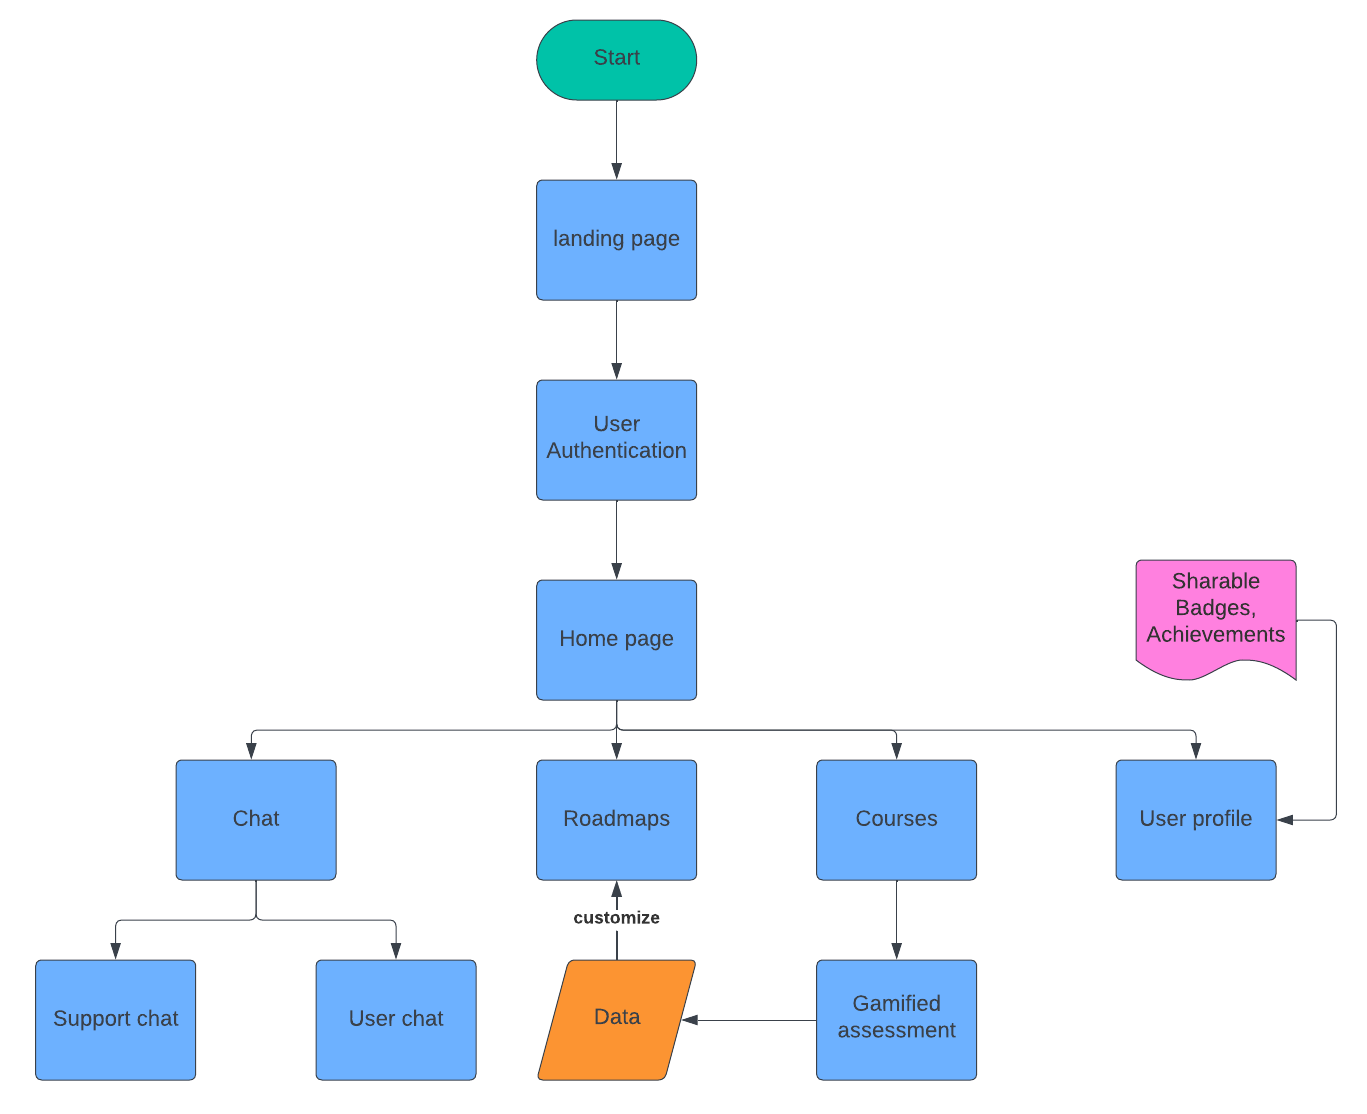 Start
landing page
User
Authentication
Home page
Sharable
Badges,
Achievements
Chat
Roadmaps
Courses
User profile
customize
Support chat
User chat
Data
Gamified
assessment